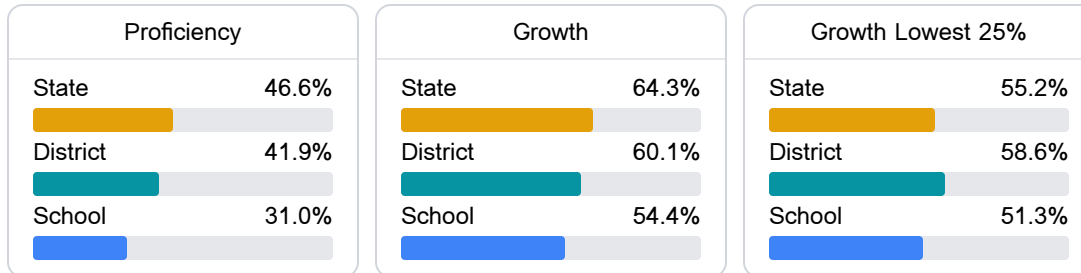 Proficiency
State 46.6%
District 41.9%
School 31.0%
Growth
State 64.3%
District 60.1%
School 54.4%
Growth Lowest 25%
State 55.2%
District 58.6%
School 51.3%